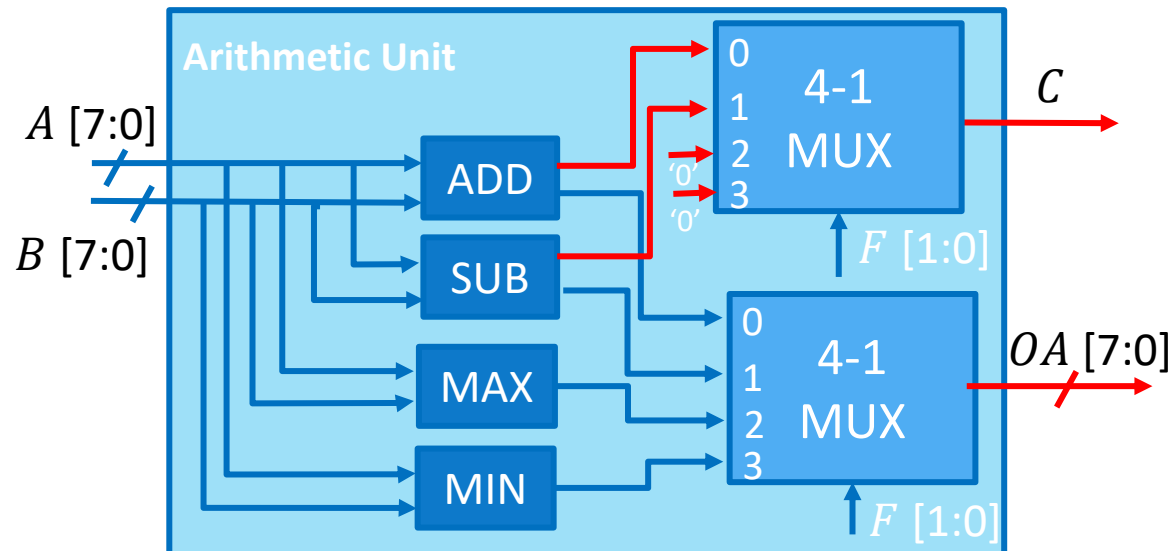 Arithmetic Unit
A [7:0]
B [7:0]
ADD
SUB
MAX
MIN
0
1
2
3
'0'
'0'
4-1
MUX
F [1:0]
C
0
1
2
3
4-1
MUX
F [1:0]
OA [7:0]